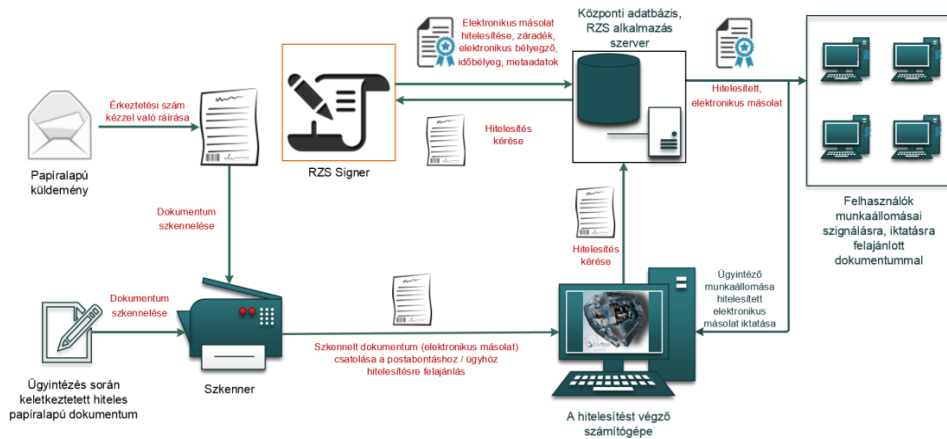 Elektronikus másolat
hitelesítése, záradék,
elektronikus bélyegző,
időbélyeg, metaadatok
Központi adatbázis,
RZS alkalmazás
szerver
Érkeztetési szám
kézzel való ráírása
Hitelesített,
elektronikus másolat
Papíralapú
küldemény
RZS Signer
Hitelesítés
kérése
Felhasználók
munkaállomásai
szignálásra, iktatásra
felajánlott
dokumentummal
Dokumentum
szkennelése
Hitelesítés
kérése
Ügyintéző
munkaállomása
hitelesített
elektronikus
másolat iktatása
Dokumentum
szkennelése
Szkennelt dokumentum (elektronikus másolat)
csatolása a postabontáshoz / ügyhöz
hitelesítésre felajánlás
Szkenner
Ügyintézés során
keletkeztetett hiteles
papíralapú dokumentum
A hitelesítést végző
számítógépe